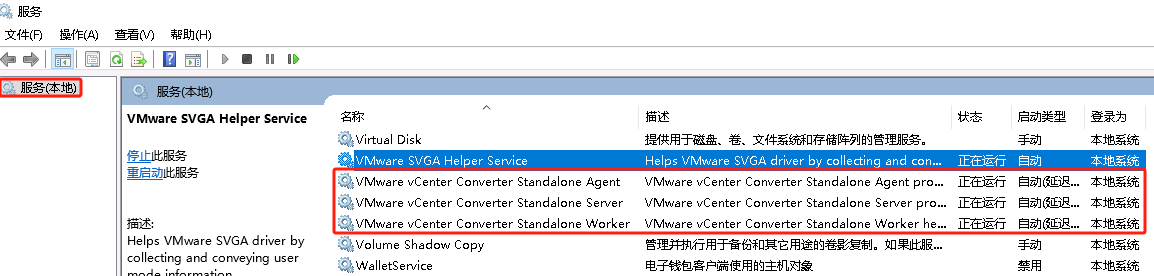 服务
文件(F) 操作(A) 查看(V) 帮助(H)
服务(本地)
服务(本地)
VMware SVGA Helper Service
停止此服务
重启动此服务
描述:
Helps VMware SVGA driver by
collecting and conveying user
mode information
名称 描述 状态 启动类型 登录为
Virtual Disk 提供用于磁盘、卷、文件系统和存储阵列的管理服务。 手动 本地系统
VMware SVGA Helper Service Helps VMware SVGA driver by collecting and con... 正在运行 自动 本地系统
VMware vCenter Converter Standalone Agent VMware vCenter Converter Standalone Agent pro... 正在运行 自动(延迟... 本地系统
VMware vCenter Converter Standalone Server VMware vCenter Converter Standalone Server pro... 正在运行 自动(延迟... 本地系统
VMware vCenter Converter Standalone Worker VMware vCenter Converter Standalone Worker he... 正在运行 自动(延迟... 本地系统
Volume Shadow Copy 管理并执行用于备份和其它用途的卷影复制。如果此服... 手动 本地系统
WalletService 电子钱包客户端使用的主机对象 禁用 本地系统